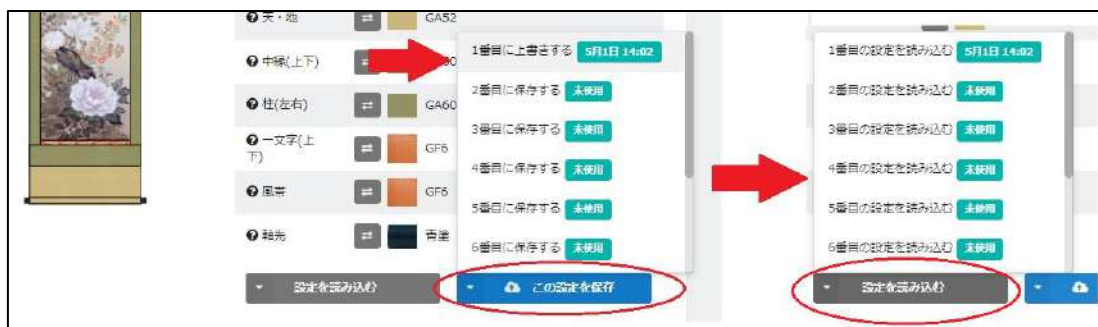 天・地
GA52
中縁(上下)
柱(左右)
GA60
一文字(上
下)
GF6
風帯
GF6
軸先
青塗
設定を読み込む
この設定を保存
1番目に上書きする 5月1日 14:02
2番目に保存する 未使用
3番目に保存する 未使用
4番目に保存する 未使用
5番目に保存する 未使用
6番目に保存する 未使用
1番目の設定を読み込む 5月1日 14:02
2番目の設定を読み込む 未使用
3番目の設定を読み込む 未使用
4番目の設定を読み込む 未使用
5番目の設定を読み込む 未使用
6番目の設定を読み込む 未使用
設定を読み込む